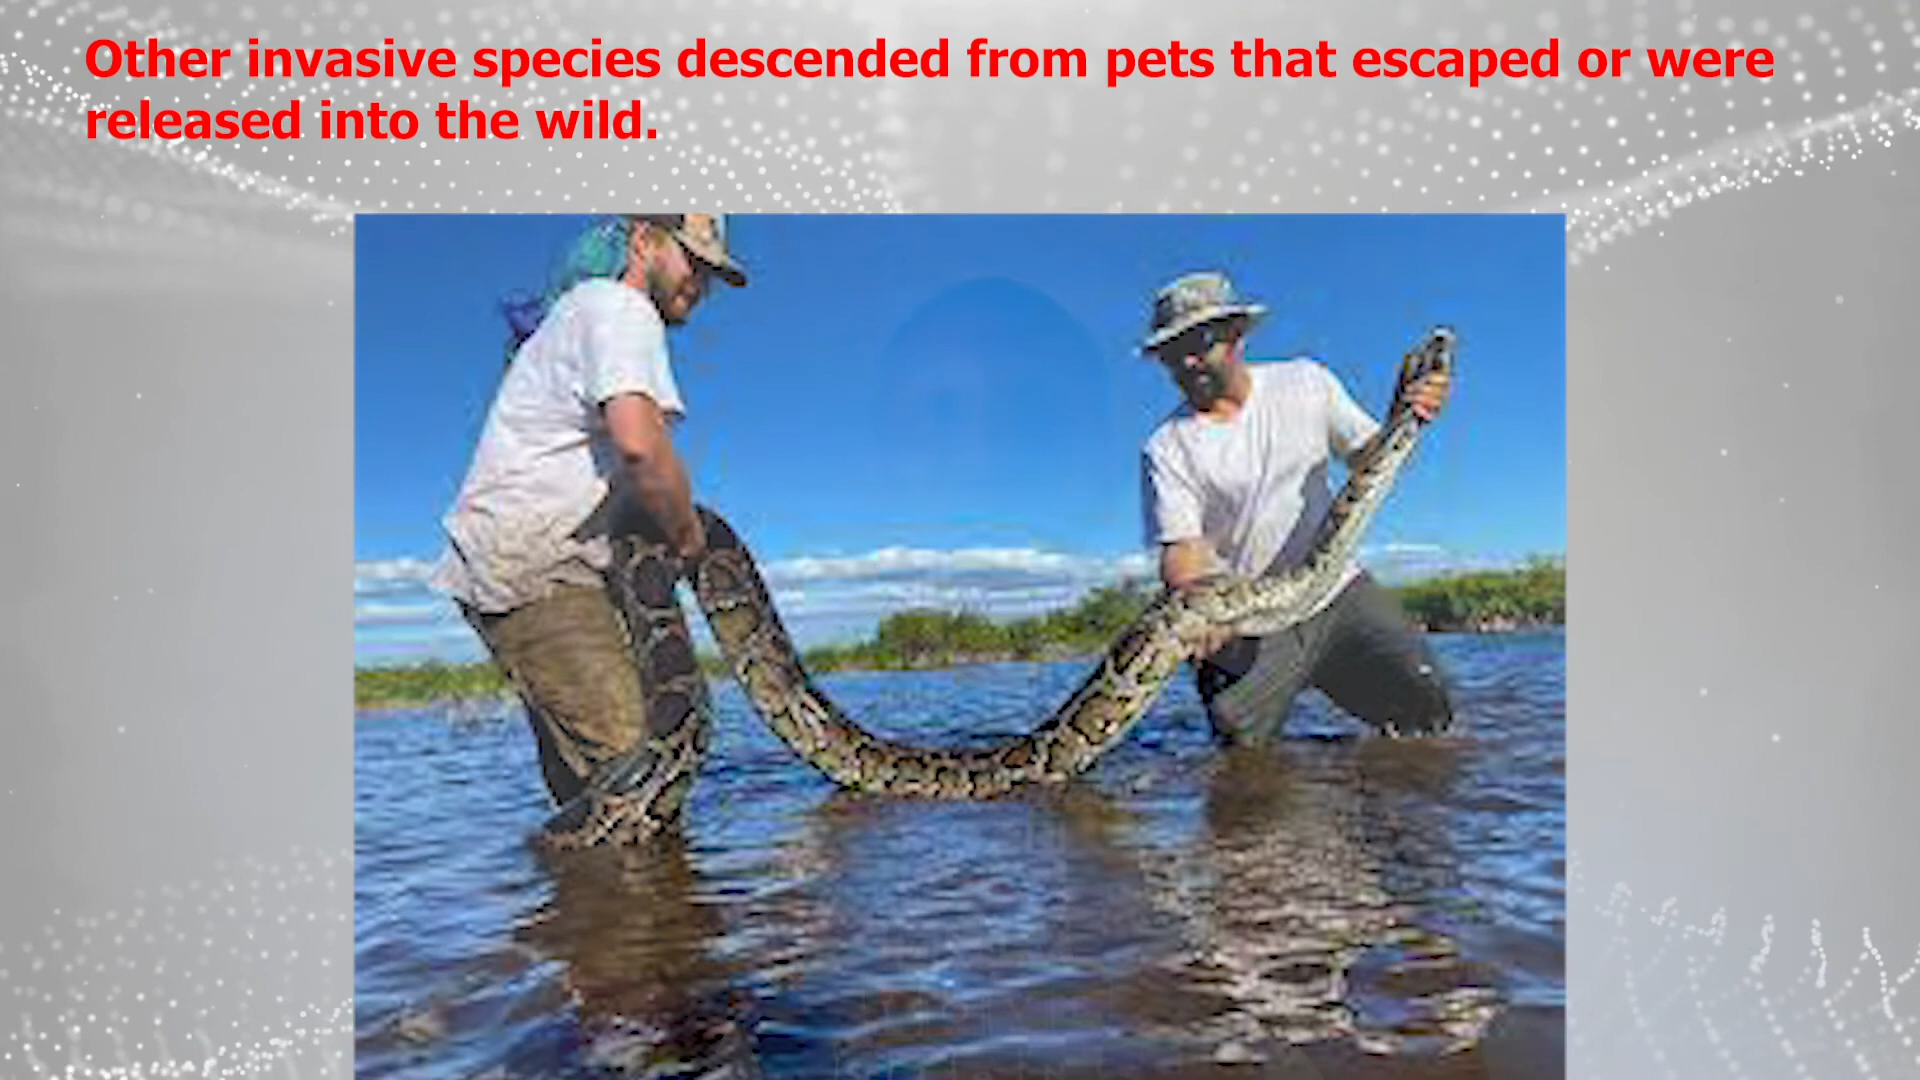 Other invasive species descended from pets that escaped or were
released into the wild.